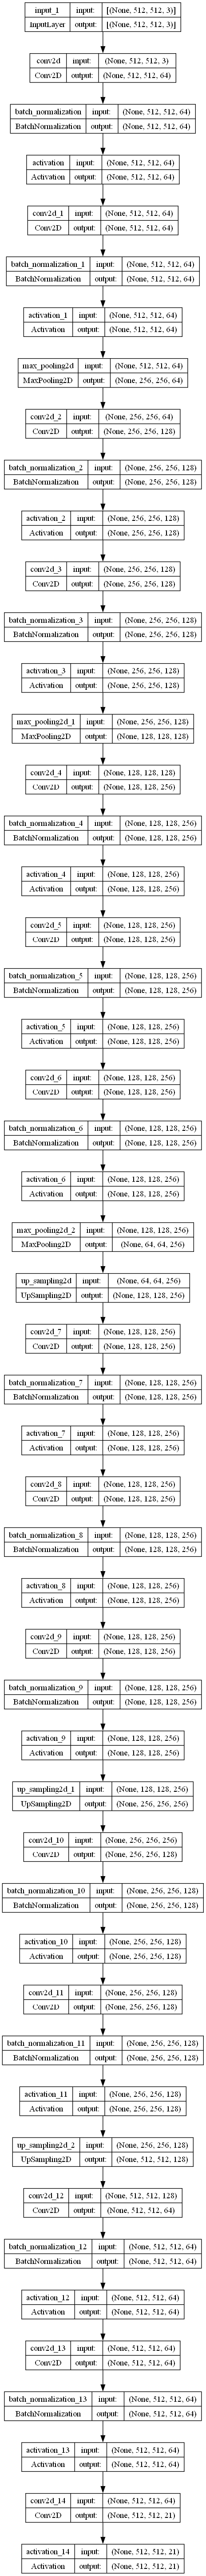 input_1 input: [(None, 512, 512, 3)]
InputLayer output: [(None, 512, 512, 3)]
conv2d input: (None, 512, 512, 3)
Conv2D output: (None, 512, 512, 64)
batch_normalization input: (None, 512, 512, 64)
BatchNormalization output: (None, 512, 512, 64)
activation input: (None, 512, 512, 64)
Activation output: (None, 512, 512, 64)
conv2d_1 input: (None, 512, 512, 64)
Conv2D output: (None, 512, 512, 64)
batch_normalization_1 input: (None, 512, 512, 64)
BatchNormalization output: (None, 512, 512, 64)
activation_1 input: (None, 512, 512, 64)
Activation output: (None, 512, 512, 64)
max_pooling2d input: (None, 512, 512, 64)
MaxPooling2D output: (None, 256, 256, 64)
conv2d_2 input: (None, 256, 256, 64)
Conv2D output: (None, 256, 256, 128)
batch_normalization_2 input: (None, 256, 256, 128)
BatchNormalization output: (None, 256, 256, 128)
activation_2 input: (None, 256, 256, 128)
Activation output: (None, 256, 256, 128)
conv2d_3 input: (None, 256, 256, 128)
Conv2D output: (None, 256, 256, 128)
batch_normalization_3 input: (None, 256, 256, 128)
BatchNormalization output: (None, 256, 256, 128)
activation_3 input: (None, 256, 256, 128)
Activation output: (None, 256, 256, 128)
max_pooling2d_1 input: (None, 256, 256, 128)
MaxPooling2D output: (None, 128, 128, 128)
conv2d_4 input: (None, 128, 128, 128)
Conv2D output: (None, 128, 128, 256)
batch_normalization_4 input: (None, 128, 128, 256)
BatchNormalization output: (None, 128, 128, 256)
activation_4 input: (None, 128, 128, 256)
Activation output: (None, 128, 128, 256)
conv2d_5 input: (None, 128, 128, 256)
Conv2D output: (None, 128, 128, 256)
batch_normalization_5 input: (None, 128, 128, 256)
BatchNormalization output: (None, 128, 128, 256)
activation_5 input: (None, 128, 128, 256)
Activation output: (None, 128, 128, 256)
conv2d_6 input: (None, 128, 128, 256)
Conv2D output: (None, 128, 128, 256)
batch_normalization_6 input: (None, 128, 128, 256)
BatchNormalization output: (None, 128, 128, 256)
activation_6 input: (None, 128, 128, 256)
Activation output: (None, 128, 128, 256)
max_pooling2d_2 input: (None, 128, 128, 256)
MaxPooling2D output: (None, 64, 64, 256)
up_sampling2d input: (None, 64, 64, 256)
UpSampling2D output: (None, 128, 128, 256)
conv2d_7 input: (None, 128, 128, 256)
Conv2D output: (None, 128, 128, 256)
batch_normalization_7 input: (None, 128, 128, 256)
BatchNormalization output: (None, 128, 128, 256)
activation_7 input: (None, 128, 128, 256)
Activation output: (None, 128, 128, 256)
conv2d_8 input: (None, 128, 128, 256)
Conv2D output: (None, 128, 128, 256)
batch_normalization_8 input: (None, 128, 128, 256)
BatchNormalization output: (None, 128, 128, 256)
activation_8 input: (None, 128, 128, 256)
Activation output: (None, 128, 128, 256)
conv2d_9 input: (None, 128, 128, 256)
Conv2D output: (None, 128, 128, 256)
batch_normalization_9 input: (None, 128, 128, 256)
BatchNormalization output: (None, 128, 128, 256)
activation_9 input: (None, 128, 128, 256)
Activation output: (None, 128, 128, 256)
up_sampling2d_1 input: (None, 128, 128, 256)
UpSampling2D output: (None, 256, 256, 256)
conv2d_10 input: (None, 256, 256, 256)
Conv2D output: (None, 256, 256, 128)
batch_normalization_10 input: (None, 256, 256, 128)
BatchNormalization output: (None, 256, 256, 128)
activation_10 input: (None, 256, 256, 128)
Activation output: (None, 256, 256, 128)
conv2d_11 input: (None, 256, 256, 128)
Conv2D output: (None, 256, 256, 128)
batch_normalization_11 input: (None, 256, 256, 128)
BatchNormalization output: (None, 256, 256, 128)
activation_11 input: (None, 256, 256, 128)
Activation output: (None, 256, 256, 128)
up_sampling2d_2 input: (None, 256, 256, 128)
UpSampling2D output: (None, 512, 512, 128)
conv2d_12 input: (None, 512, 512, 128)
Conv2D output: (None, 512, 512, 64)
batch_normalization_12 input: (None, 512, 512, 64)
BatchNormalization output: (None, 512, 512, 64)
activation_12 input: (None, 512, 512, 64)
Activation output: (None, 512, 512, 64)
conv2d_13 input: (None, 512, 512, 64)
Conv2D output: (None, 512, 512, 64)
batch_normalization_13 input: (None, 512, 512, 64)
BatchNormalization output: (None, 512, 512, 64)
activation_13 input: (None, 512, 512, 64)
Activation output: (None, 512, 512, 64)
conv2d_14 input: (None, 512, 512, 64)
Conv2D output: (None, 512, 512, 21)
activation_14 input: (None, 512, 512, 21)
Activation output: (None, 512, 512, 21)